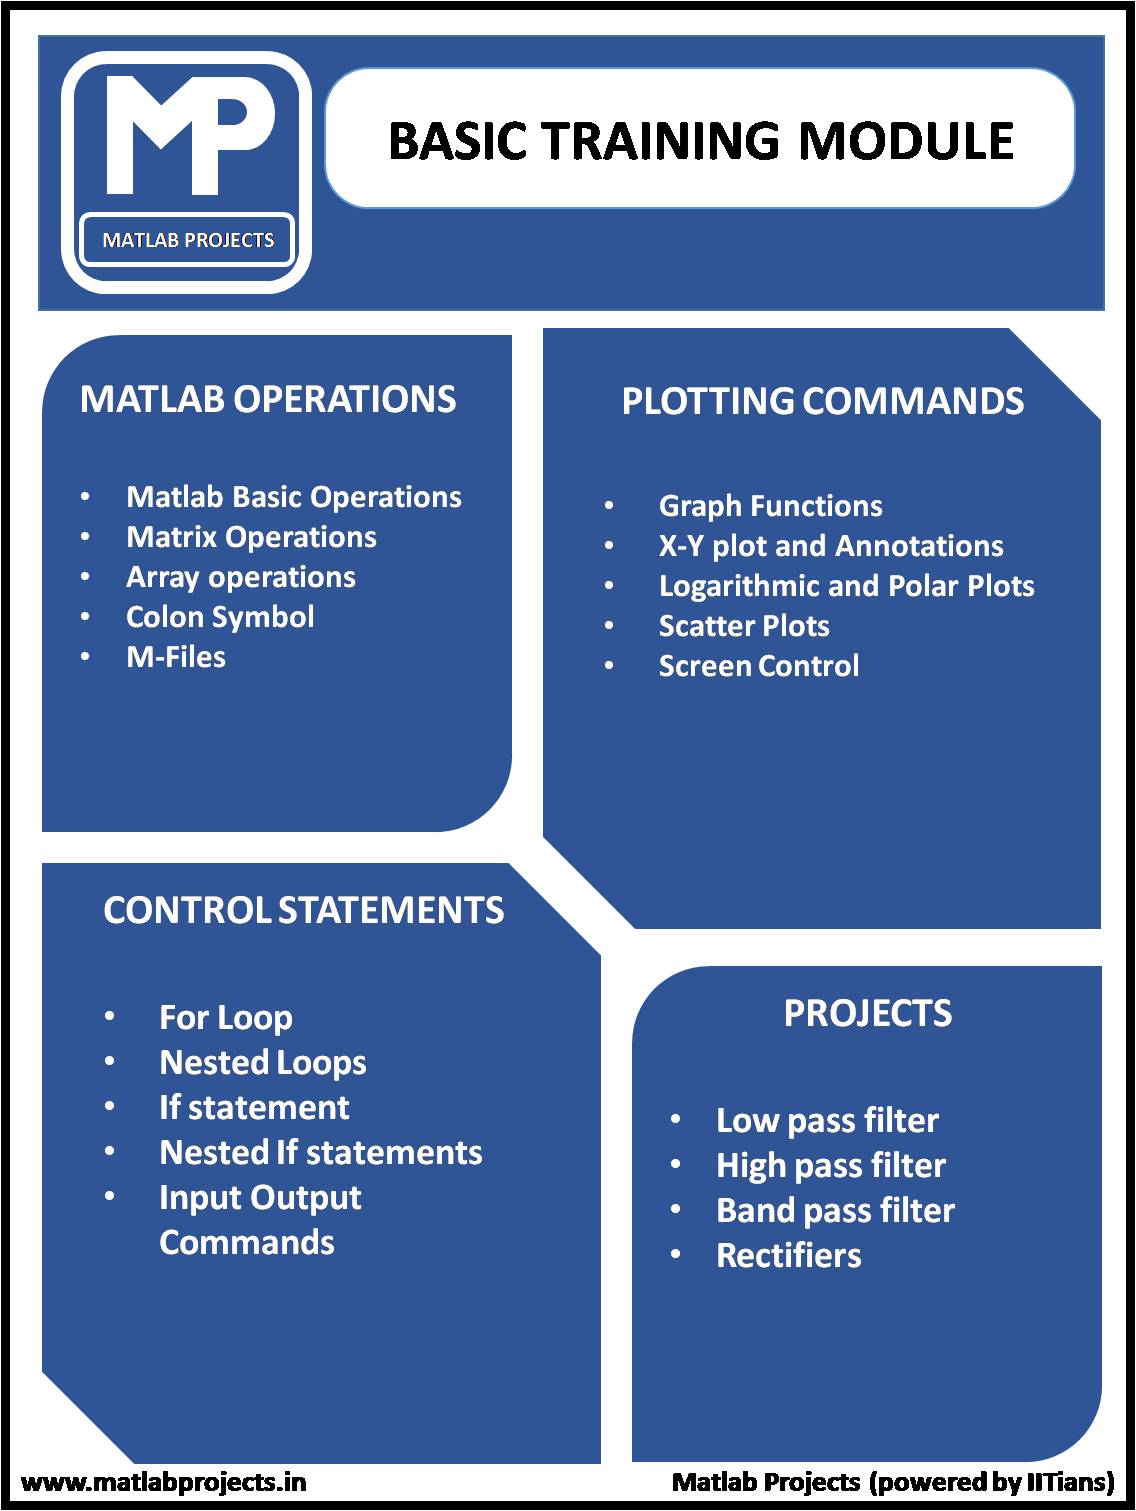 MP
MATLAB PROJECTS
BASIC TRAINING MODULE
MATLAB OPERATIONS
• Matlab Basic Operations
• Matrix Operations
• Array operations
• Colon Symbol
• M-Files
PLOTTING COMMANDS
• Graph Functions
• X-Y plot and Annotations
• Logarithmic and Polar Plots
• Scatter Plots
• Screen Control
CONTROL STATEMENTS
• For Loop
• Nested Loops
• If statement
• Nested If statements
• Input Output
Commands
PROJECTS
• Low pass filter
• High pass filter
• Band pass filter
• Rectifiers
www.matlabprojects.in
Matlab Projects (powered by IITians)